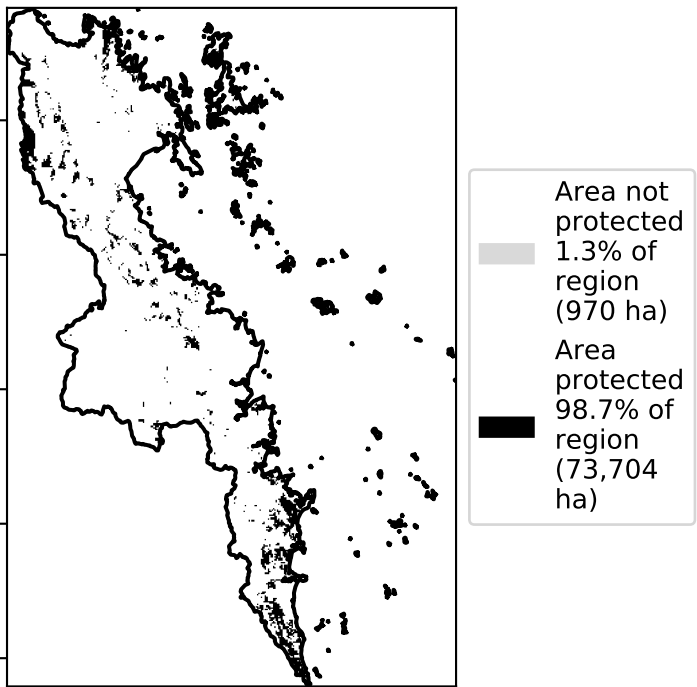 Area not
protected
1.3% of
region
(970 ha)
Area
protected
98.7% of
region
(73,704
ha)